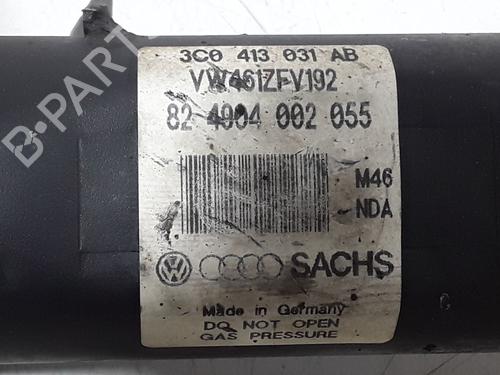 3C0 413 031 AB
VW461ZFV192
82 4904 002 055
M46
NDA
SACHS
Made in Germany
DO NOT OPEN
GAS PRESSURE
B-Parts